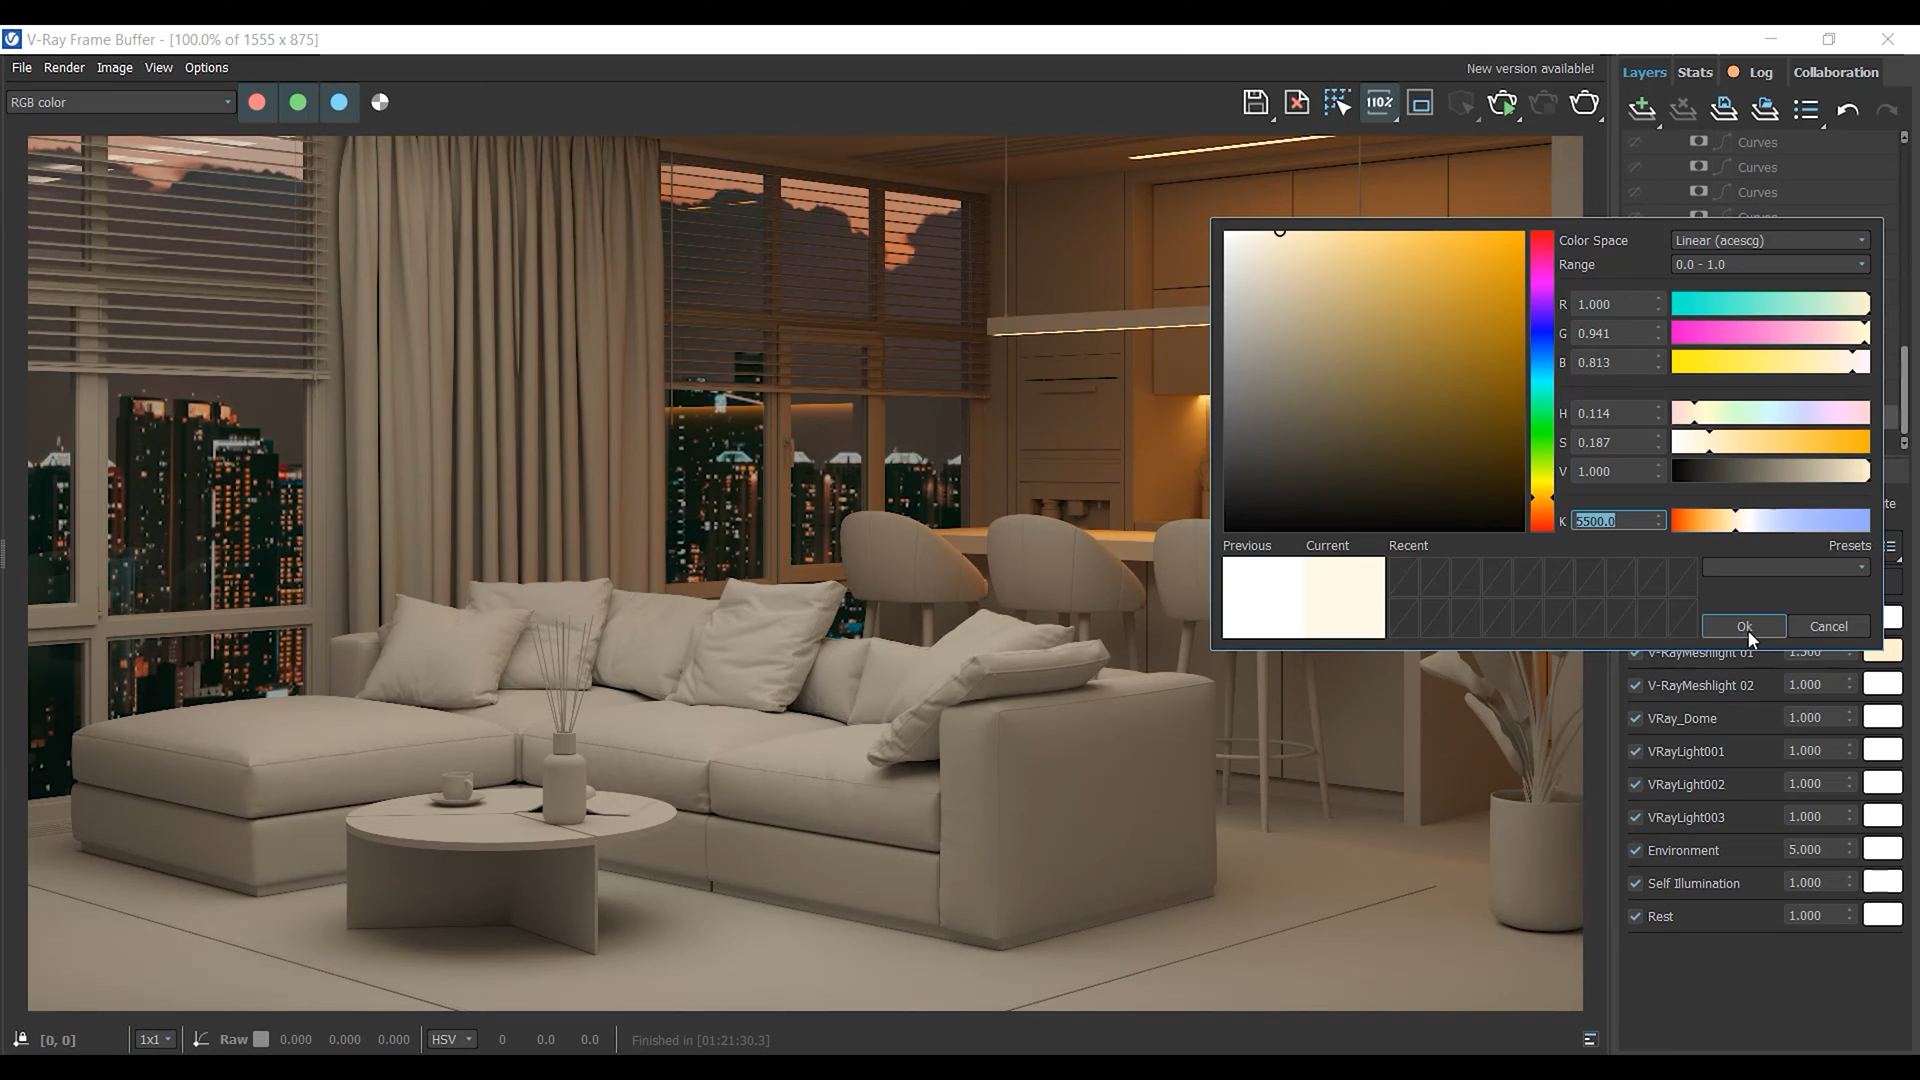 V-Ray Frame Buffer - [100.0% of 1555 x 875]
File Render Image View Options
New version available!
Layers Stats Log Collaboration
RGB color
110%
Curves
Curves
Curves
Color Space Linear (acescg)
Range 0.0 - 1.0
R 1.000
G 0.941
B 0.813
H 0.114
S 0.187
V 1.000
K 5500.0
Previous Current Recent Presets
Ok Cancel
V-RayMeshlight 01 1.500
V-RayMeshlight 02 1.000
VRay_Dome 1.000
VRayLight001 1.000
VRayLight002 1.000
VRayLight003 1.000
Environment 5.000
Self Illumination 1.000
Rest 1.000
[0, 0] 1x1 Raw 0.000 0.000 0.000 HSV 0 0.0 0.0 Finished in [01:21:30.3]